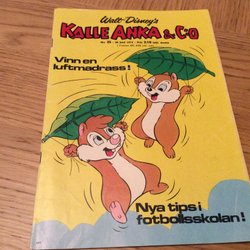 Walt Disney's
KALLE ANKA & C:O
Vinn en
luftmadrass!
Nya tips i
fotbollsskolan!